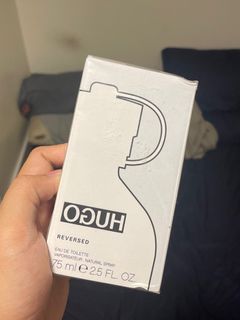 OGUH
REVERSED
EAU DE TOILETTE
VAPORISATEUR NATURAL SPRAY
75 ml ℮ 2.5 FL. OZ.